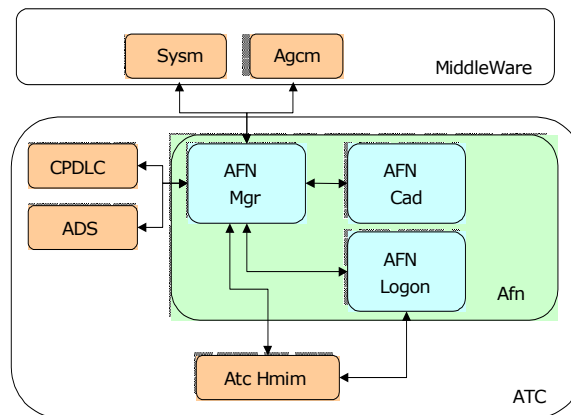 Sysm
Agcm
MiddleWare
CPDLC
AFN
Mgr
AFN
Cad
ADS
AFN
Logon
Afn
Atc Hmim
ATC